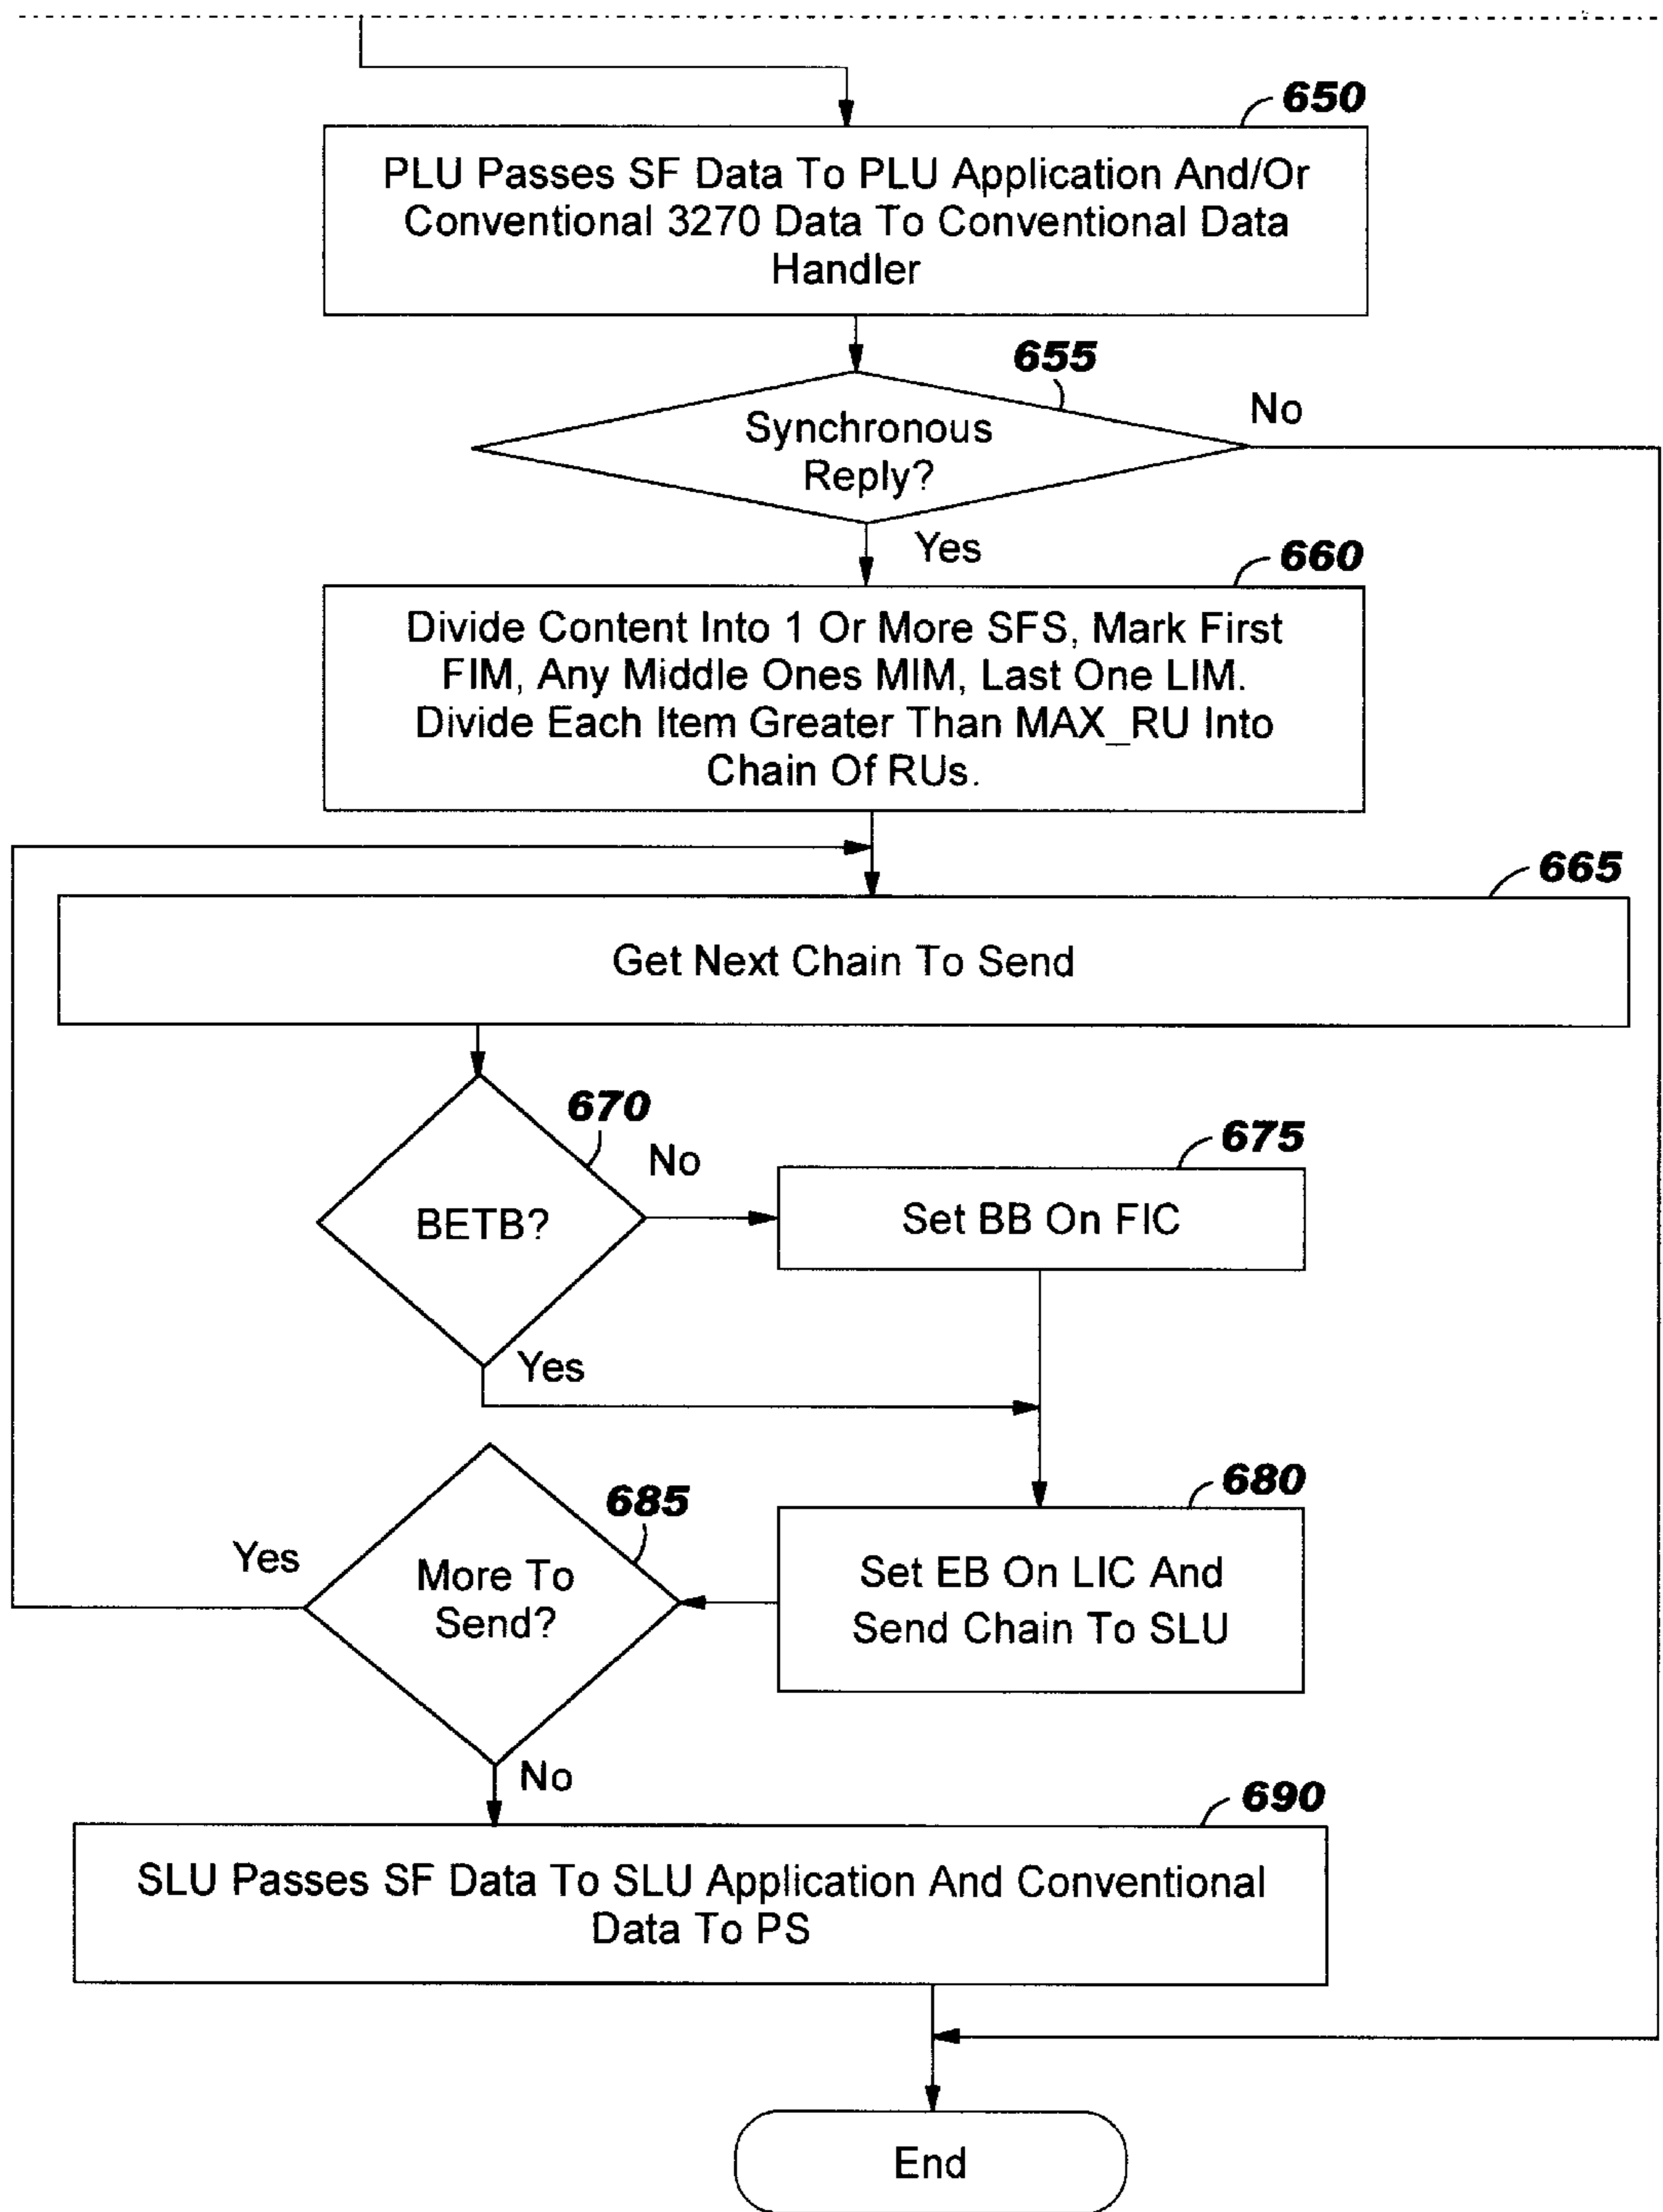 650
PLU Passes SF Data To PLU Application And/Or
Conventional 3270 Data To Conventional Data
Handler
655
Synchronous
Reply?
No
Yes
660
Divide Content Into 1 Or More SFS, Mark First
FIM, Any Middle Ones MIM, Last One LIM.
Divide Each Item Greater Than MAX_RU Into
Chain Of RUs.
665
Get Next Chain To Send
670
BETB?
No
675
Set BB On FIC
Yes
680
Set EB On LIC And
Send Chain To SLU
685
More To
Send?
Yes
No
690
SLU Passes SF Data To SLU Application And Conventional
Data To PS
End